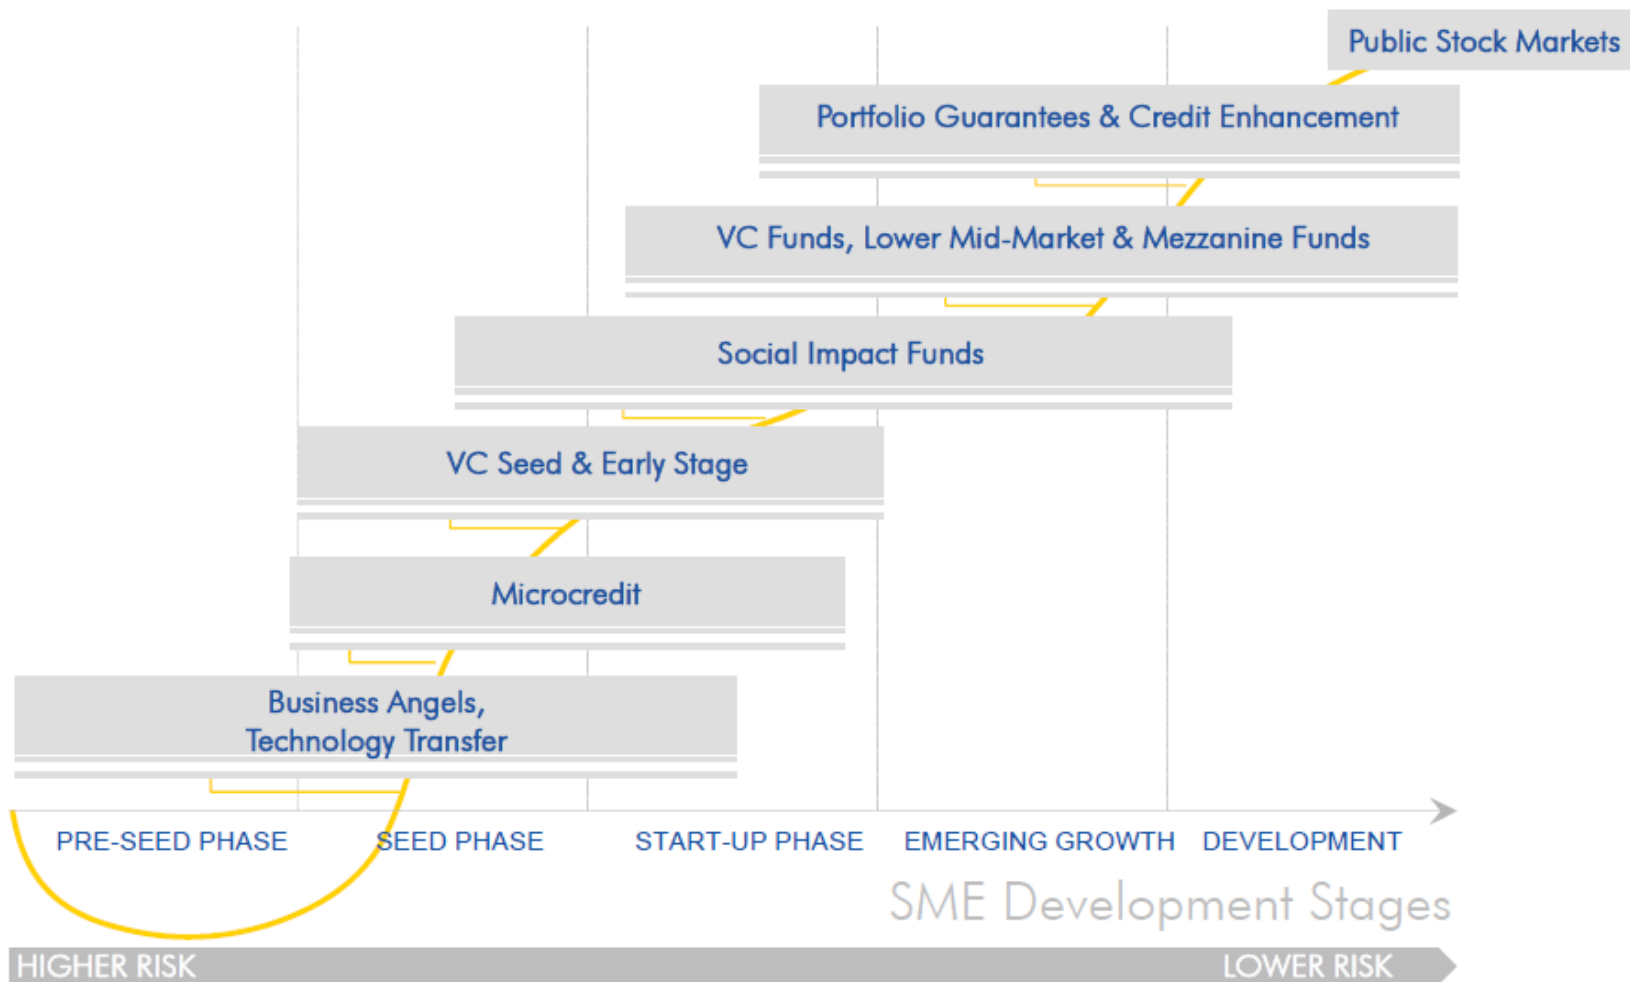 Public Stock Markets
Portfolio Guarantees & Credit Enhancement
VC Funds, Lower Mid-Market & Mezzanine Funds
Social Impact Funds
VC Seed & Early Stage
Microcredit
Business Angels,
Technology Transfer
PRE-SEED PHASE SEED PHASE START-UP PHASE EMERGING GROWTH DEVELOPMENT
SME Development Stages
HIGHER RISK LOWER RISK